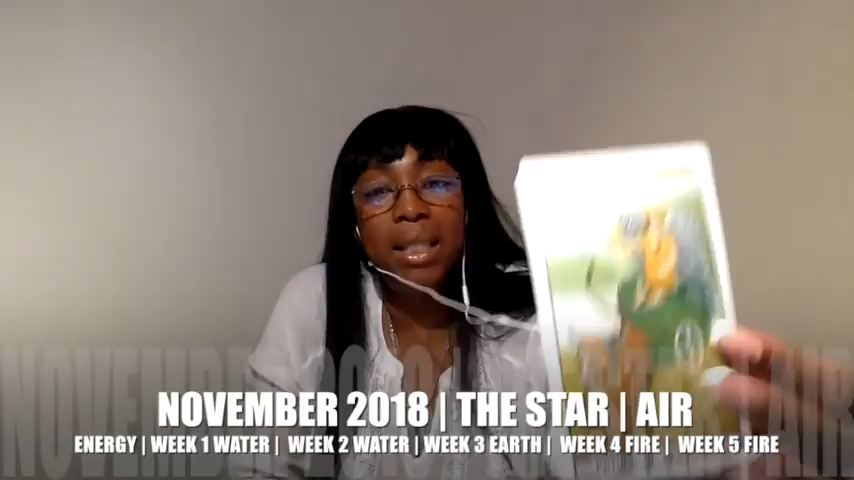 NOVEMBER 2018 | THE STAR | AIR
ENERGY | WEEK 1 WATER | WEEK 2 WATER | WEEK 3 EARTH | WEEK 4 FIRE | WEEK 5 FIRE